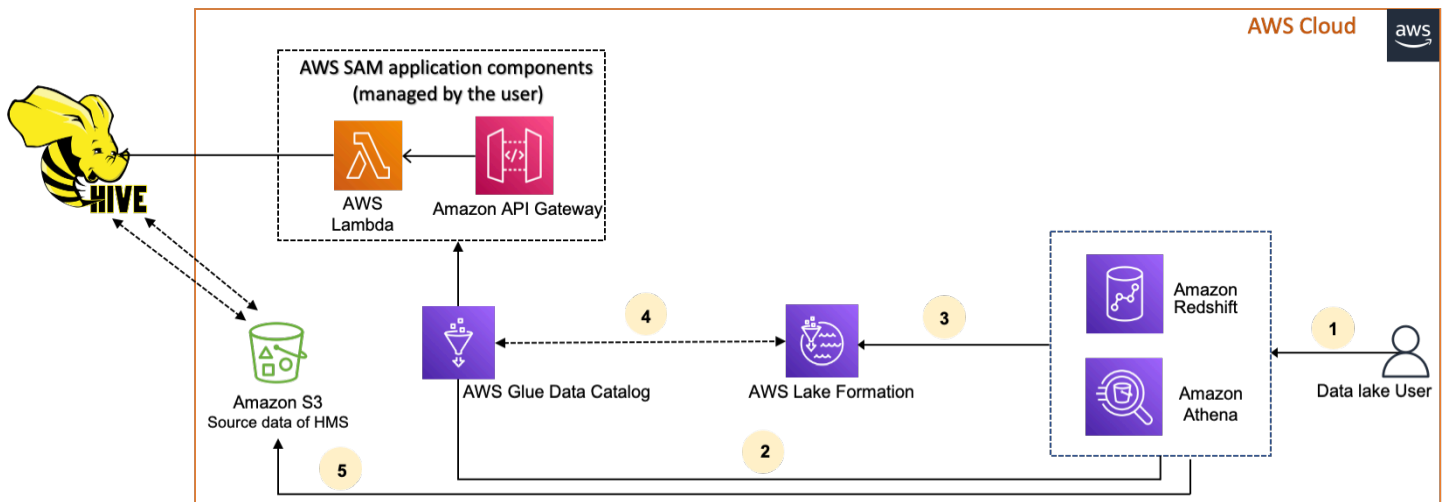 AWS Cloud
aws
AWS SAM application components
(managed by the user)
HIVE
AWS
Lambda
Amazon API Gateway
Amazon
Redshift
4
3
1
Amazon S3
Source data of HMS
AWS Glue Data Catalog
AWS Lake Formation
Amazon
Athena
Data lake User
2
5